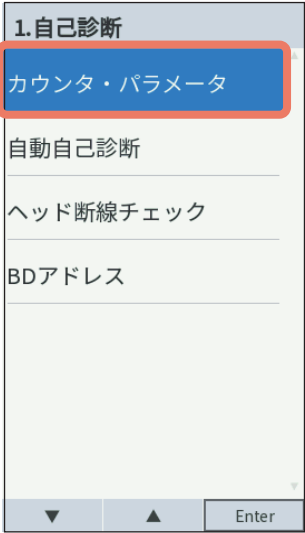 1.自己診断
カウンタ・パラメータ
自動自己診断
ヘッド断線チェック
BDアドレス
▼ ▲ Enter